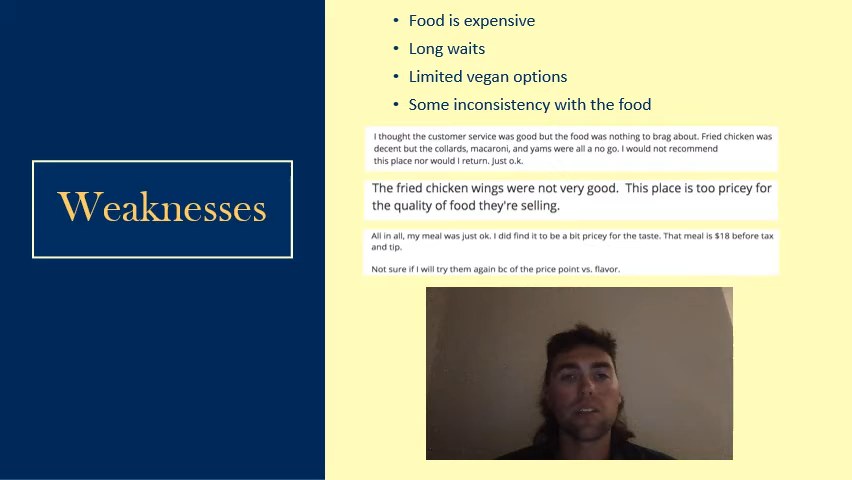 • Food is expensive
• Long waits
• Limited vegan options
• Some inconsistency with the food
I thought the customer service was good but the food was nothing to brag about. Fried chicken was
decent but the collards, macaroni, and yams were all a no go. I would not recommend
this place nor would I return. Just o.k.
Weaknesses
The fried chicken wings were not very good. This place is too pricey for
the quality of food they're selling.
All in all, my meal was just ok. I did find it to be a bit pricey for the taste. That meal is $18 before tax
and tip.
Not sure if I will try them again bc of the price point vs. flavor.